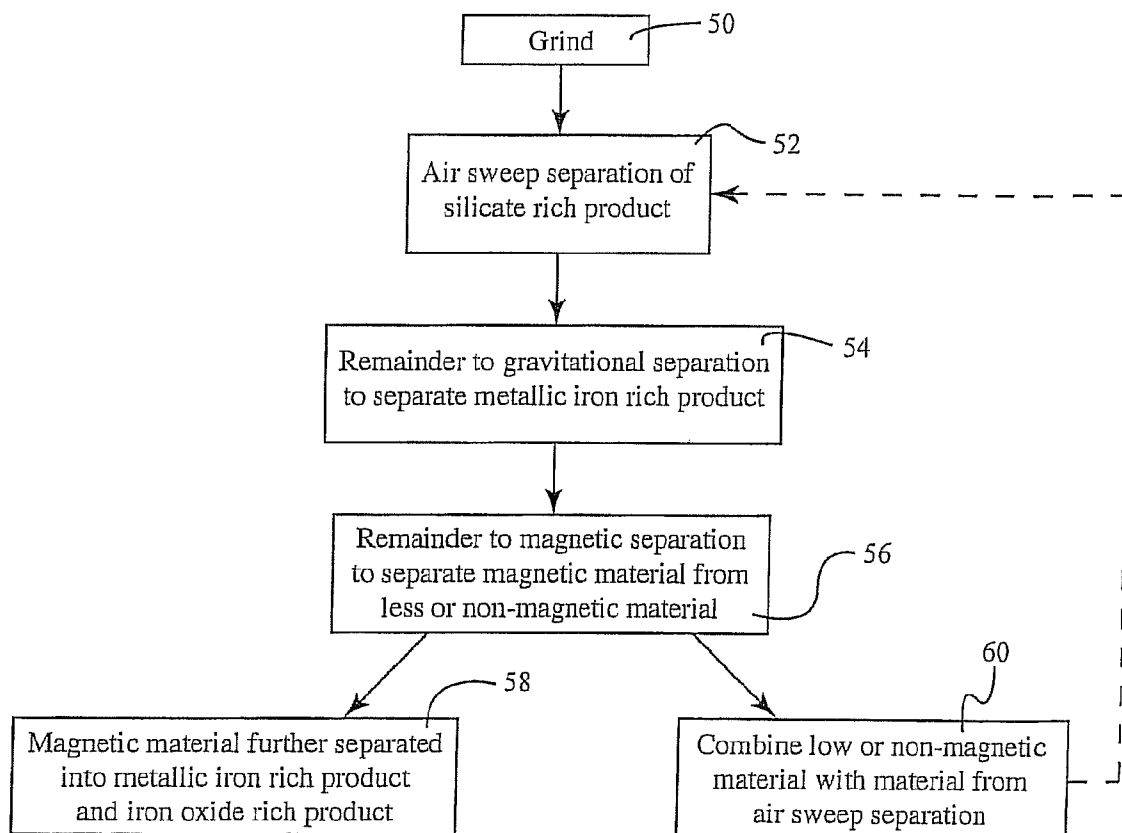 50
Grind
52
Air sweep separation of
silicate rich product
54
Remainder to gravitational separation
to separate metallic iron rich product
Remainder to magnetic separation
to separate magnetic material from
less or non-magnetic material
56
58
60
Magnetic material further separated
into metallic iron rich product
and iron oxide rich product
Combine low or non-magnetic
material with material from
air sweep separation